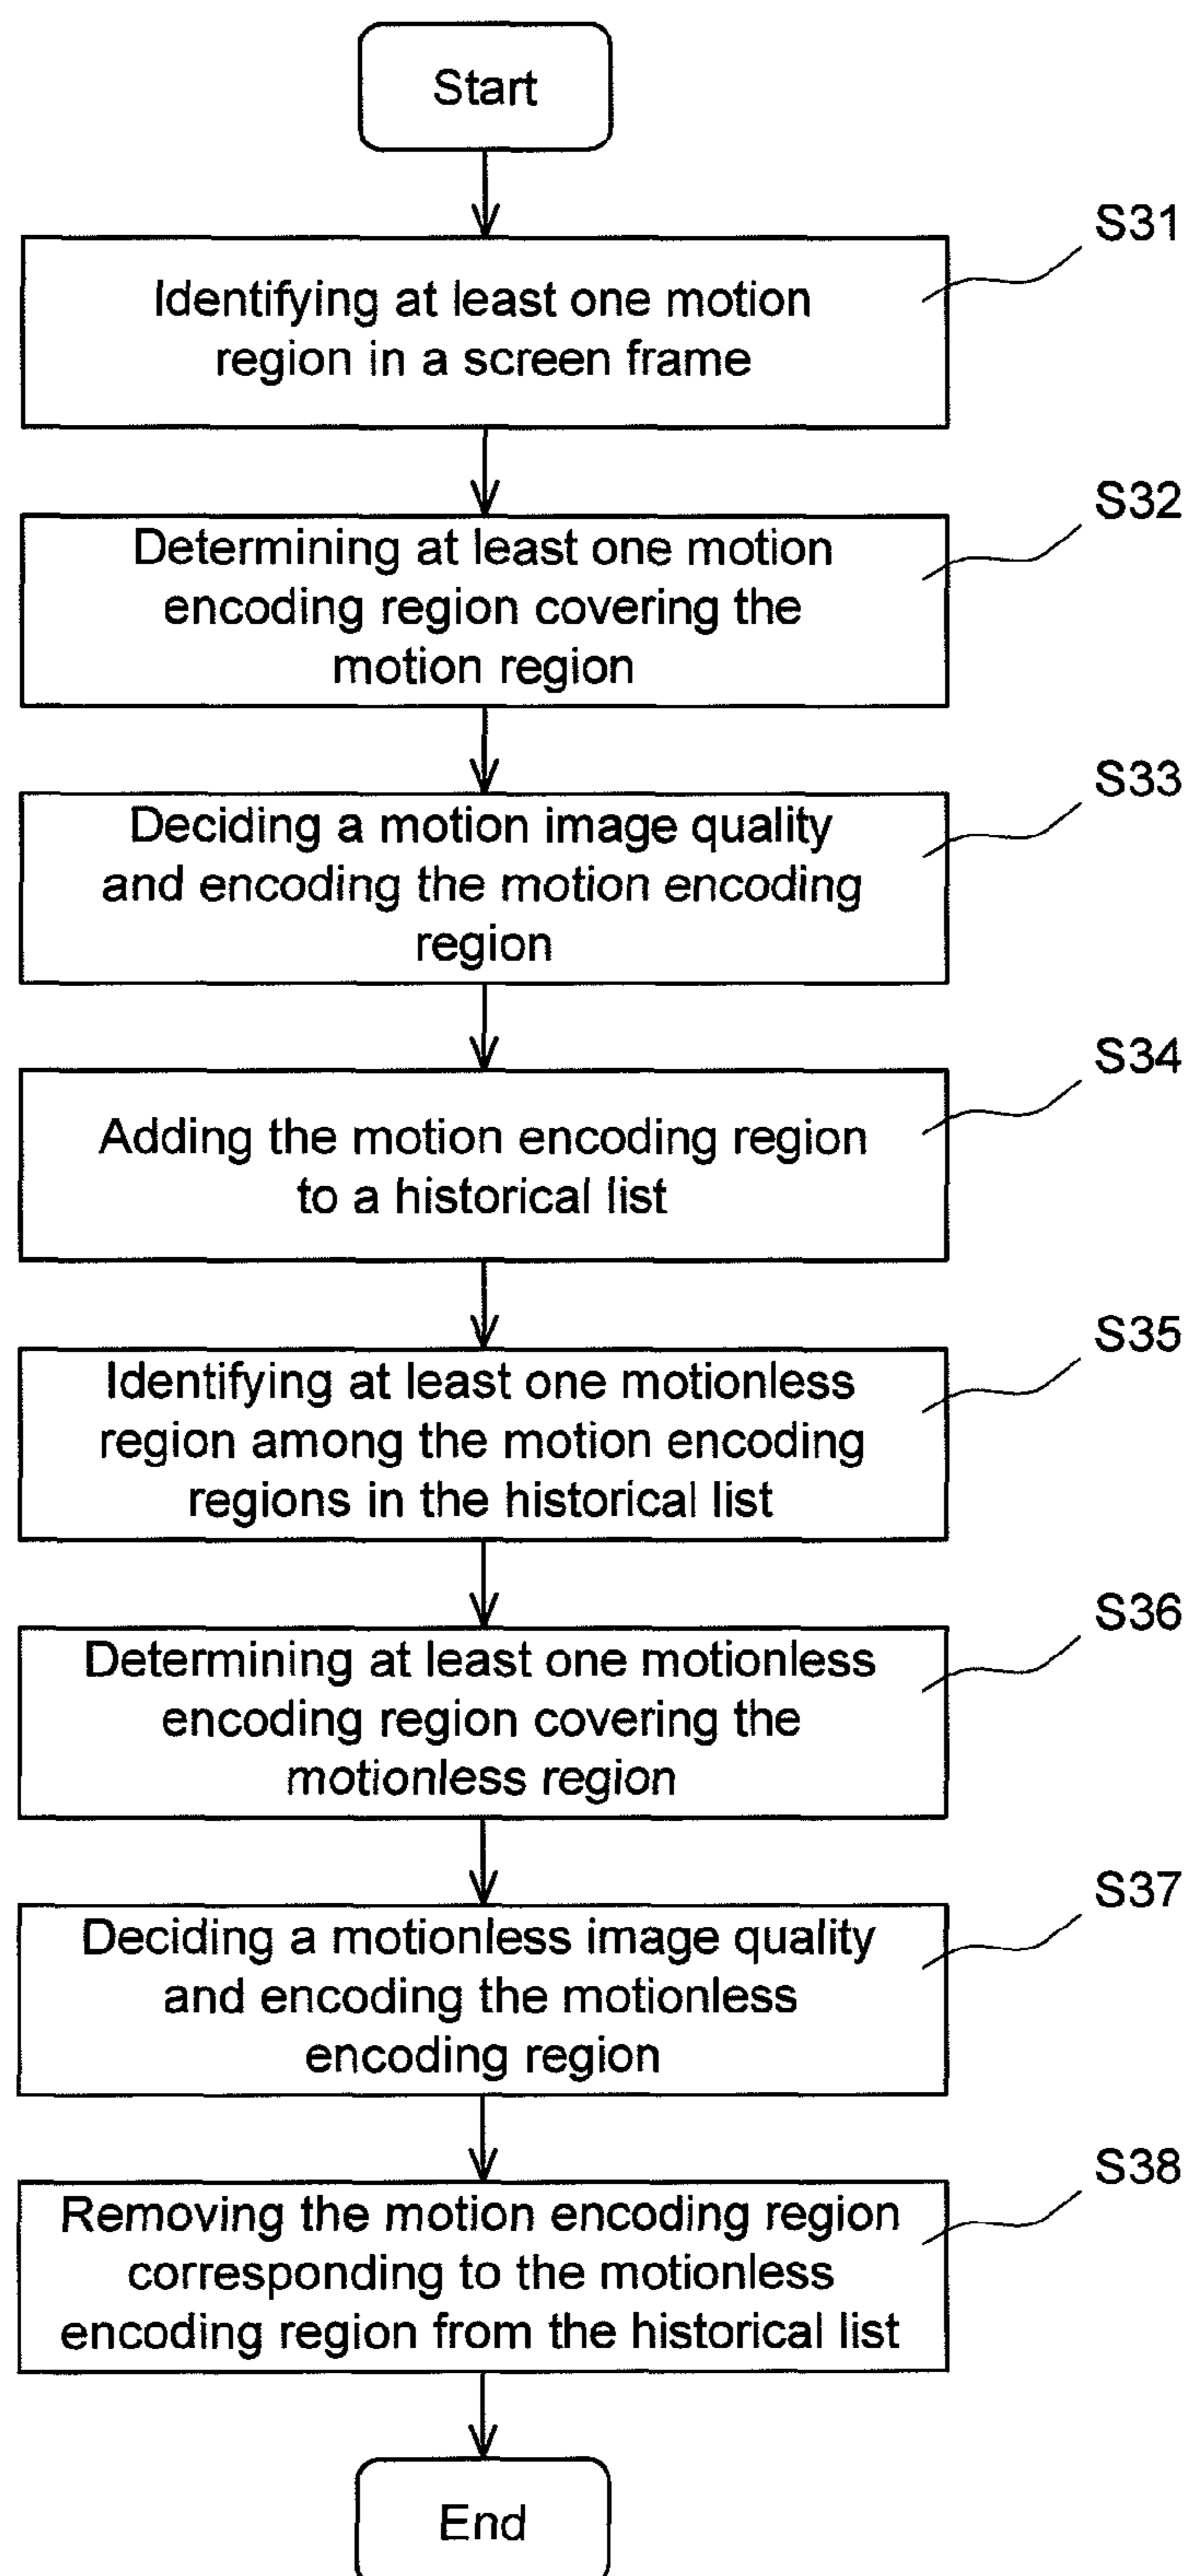 Start
S31
Identifying at least one motion
region in a screen frame
S32
Determining at least one motion
encoding region covering the
motion region
S33
Deciding a motion image quality
and encoding the motion encoding
region
S34
Adding the motion encoding region
to a historical list
S35
Identifying at least one motionless
region among the motion encoding
regions in the historical list
S36
Determining at least one motionless
encoding region covering the
motionless region
S37
Deciding a motionless image quality
and encoding the motionless
encoding region
S38
Removing the motion encoding region
corresponding to the motionless
encoding region from the historical list
End